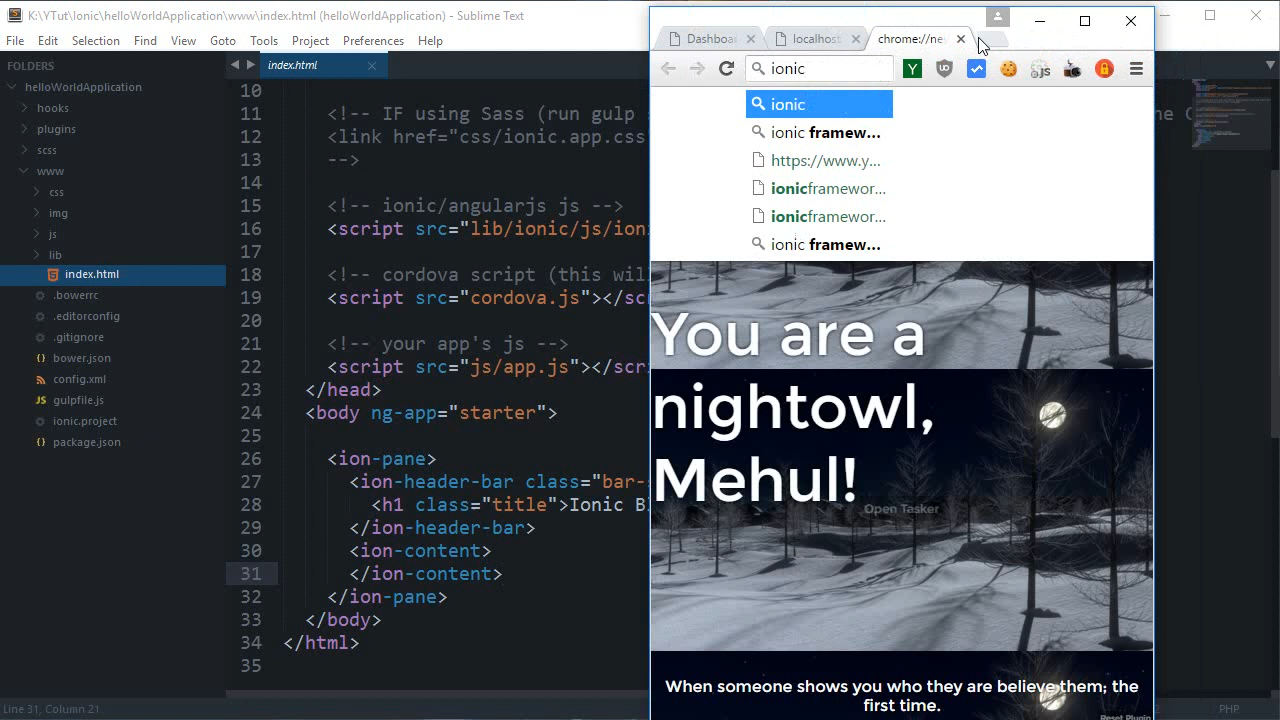 K:\YTut\Ionic\helloWorldApplication\www\index.html (helloWorldApplication) - Sublime Text
File Edit Selection Find View Goto Tools Project Preferences Help
FOLDERS
helloWorldApplication
hooks
plugins
scss
www
css
img
js
lib
index.html
.bowerrc
.editorconfig
.gitignore
bower.json
config.xml
gulpfile.js
ionic.project
package.json
index.html
10
11 <!-- IF using Sass (run gulp
12 <link href="css/ionic.app.css"
13 -->
14
15 <!-- ionic/angularjs js -->
16 <script src="lib/ionic/js/ioni
17
18 <!-- cordova script (this will
19 <script src="cordova.js"></scr
20
21 <!-- your app's js -->
22 <script src="js/app.js"></scr
23 </head>
24 <body ng-app="starter">
25
26 <ion-pane>
27 <ion-header-bar class="bar-s
28 <h1 class="title">Ionic B
29 </ion-header-bar>
30 <ion-content>
31 </ion-content>
32 </ion-pane>
33 </body>
34 </html>
35
Line 31, Column 21
PHP
Dashboa localhost chrome://ne
ionic
ionic
ionic framew...
https://www.y...
ionicframewor...
ionicframewor...
ionic framew...
You are a
nightowl,
Mehul!
Open Tasker
When someone shows you who they are believe them; the
first time.
Reset Plugin